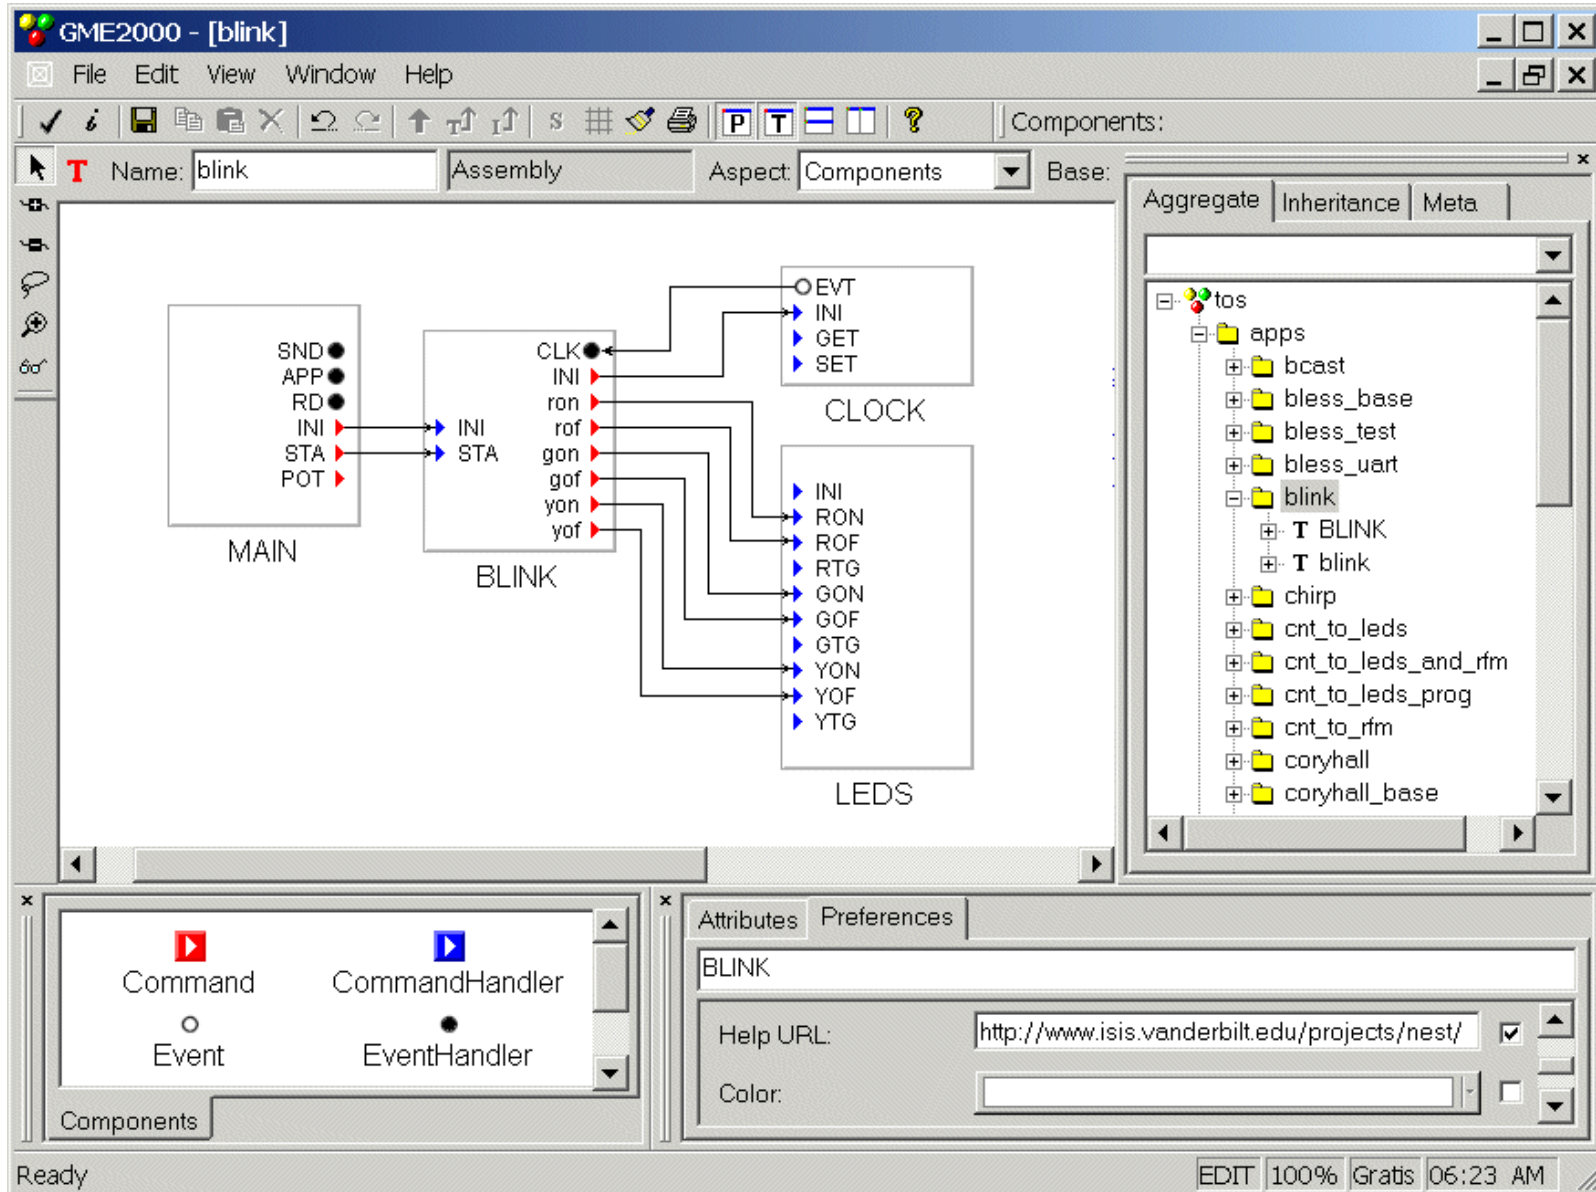 GME2000 - [blink]
File Edit View Window Help
Components:
Name: blink Assembly Aspect: Components Base:
SND
APP
RD
INI
STA
POT
MAIN
INI
STA
CLK
INI
ron
rof
gon
gof
yon
yof
BLINK
EVT
INI
GET
SET
CLOCK
INI
RON
ROF
RTG
GON
GOF
GTG
YON
YOF
YTG
LEDS
Aggregate Inheritance Meta
tos
apps
bcast
bless_base
bless_test
bless_uart
blink
T BLINK
T blink
chirp
cnt_to_leds
cnt_to_leds_and_rfm
cnt_to_leds_prog
cnt_to_rfm
coryhall
coryhall_base
Command CommandHandler
Event EventHandler
Components
Attributes Preferences
BLINK
Help URL: http://www.isis.vanderbilt.edu/projects/nest/
Color:
Ready EDIT 100% Gratis 06:23 AM